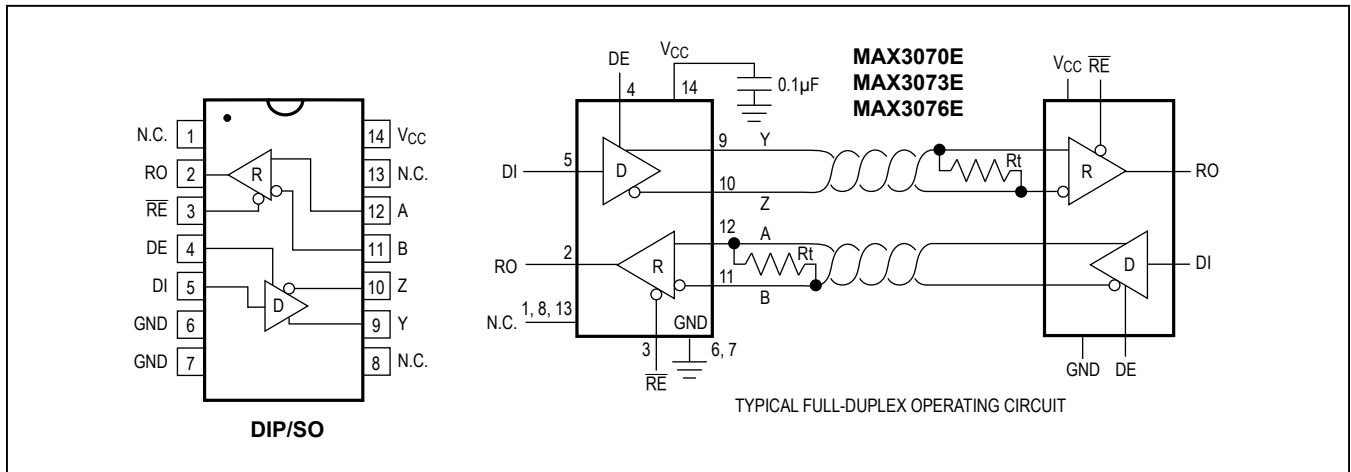 N.C. 1
RO 2
RE 3
DE 4
DI 5
GND 6
GND 7
14 VCC
13 N.C.
12 A
11 B
10 Z
9 Y
8 N.C.
R
D
DIP/SO
DE
4
VCC
14
0.1µF
MAX3070E
MAX3073E
MAX3076E
VCC RE
DI 5
D
9 Y
10
Z
Rt
R
RO
RO 2
R
12 A
Rt
11
B
D
DI
N.C. 1, 8, 13
GND
3
6, 7
RE
GND DE
TYPICAL FULL-DUPLEX OPERATING CIRCUIT